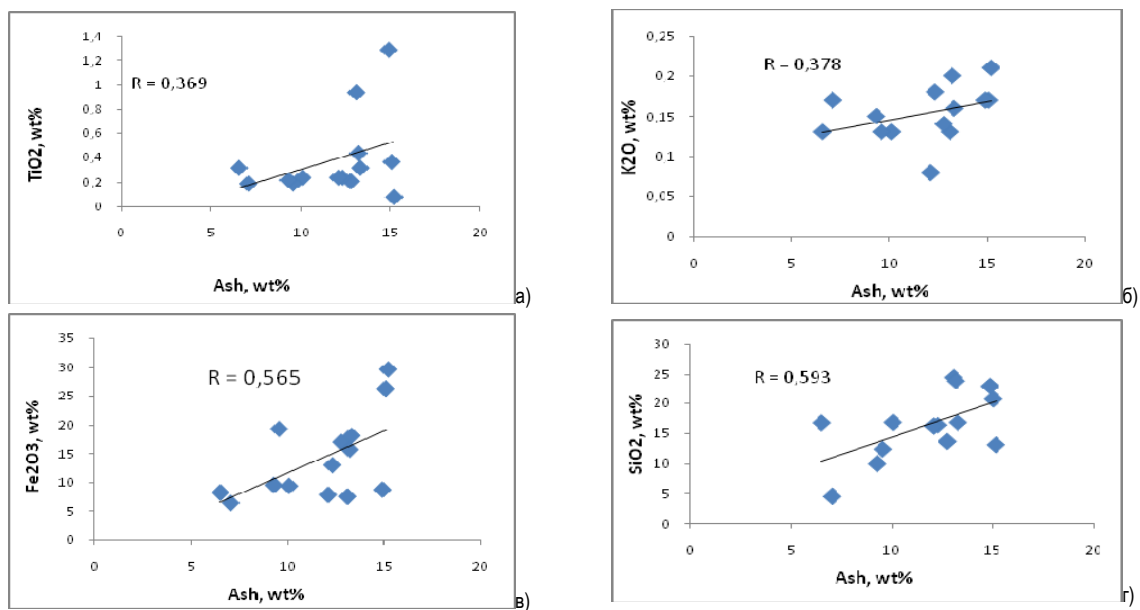 TiO2, wt%
1,4
1,2
1
0,8
0,6
0,4
0,2
0
R = 0,369
0 5 10 15 20
Ash, wt%
а)
K2O, wt%
0,25
0,2
0,15
0,1
0,05
0
R – 0,378
0 5 10 15 20
Ash, wt%
б)
Fe2O3, wt%
35
30
25
20
15
10
5
0
R = 0,565
0 5 10 15 20
Ash, wt%
в)
SiO2, wt%
30
25
20
15
10
5
0
R = 0,593
0 5 10 15 20
Ash, wt%
г)